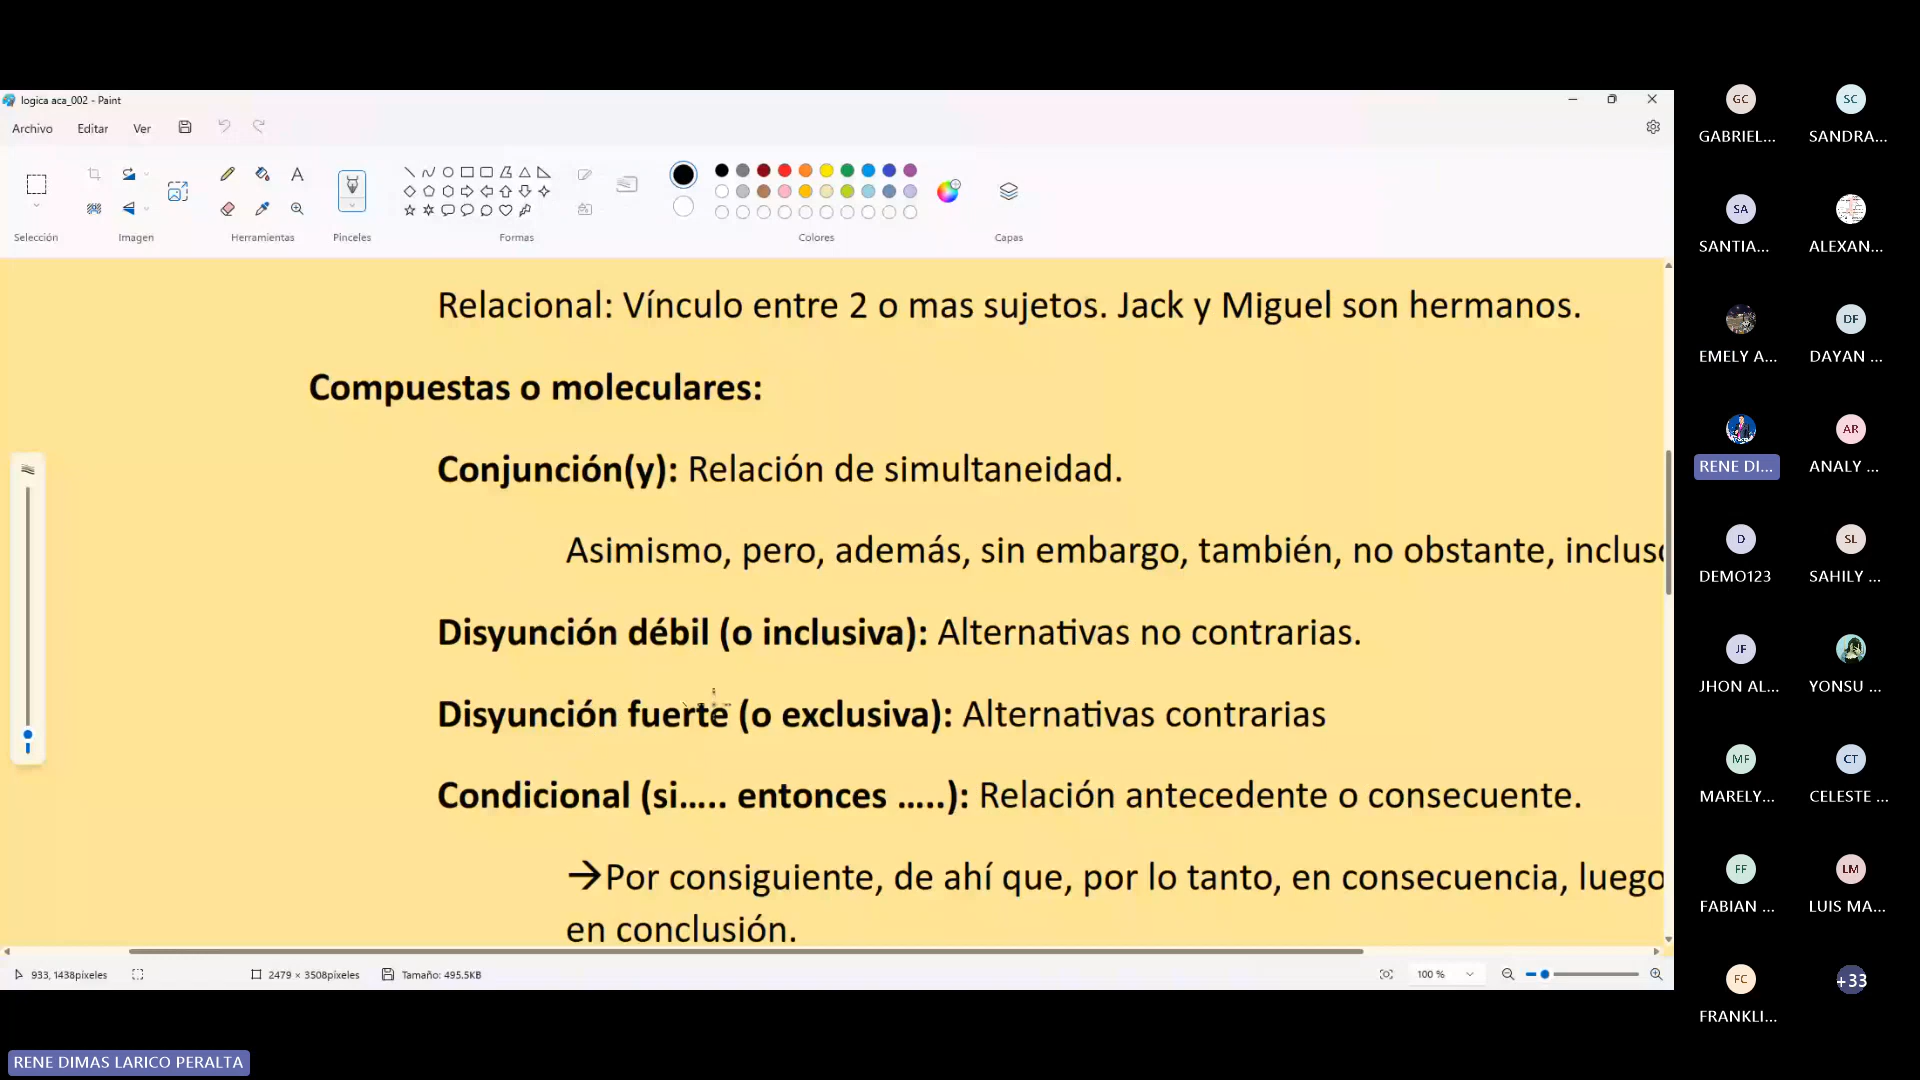 logica aca_002 - Paint
Archivo Editar Ver
Selección Imagen Herramientas Pinceles Formas Colores Capas
Relacional: Vínculo entre 2 o mas sujetos. Jack y Miguel son hermanos.
Compuestas o moleculares:
Conjunción(y): Relación de simultaneidad.
Asimismo, pero, además, sin embargo, también, no obstante, incluso
Disyunción débil (o inclusiva): Alternativas no contrarias.
Disyunción fuerte (o exclusiva): Alternativas contrarias
Condicional (si….. entonces …..): Relación antecedente o consecuente.
→Por consiguiente, de ahí que, por lo tanto, en consecuencia, luego
en conclusión.
933, 1438píxeles 2479 × 3508píxeles Tamaño: 495.5KB 100 %
RENE DIMAS LARICO PERALTA
GC SC
GABRIEL... SANDRA...
SA
SANTIA... ALEXAN...
DF
EMELY A... DAYAN ...
AR
RENE DI... ANALY ...
D SL
DEMO123 SAHILY ...
JF
JHON AL... YONSU ...
MF CT
MARELY... CELESTE ...
FF LM
FABIAN ... LUIS MA...
FC +33
FRANKLI...